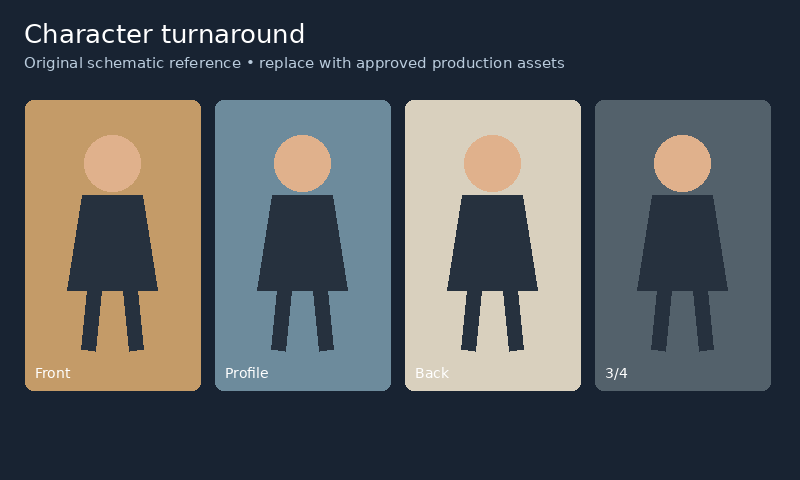 Character turnaround
Original schematic reference • replace with approved production assets
Front
Profile
Back
3/4